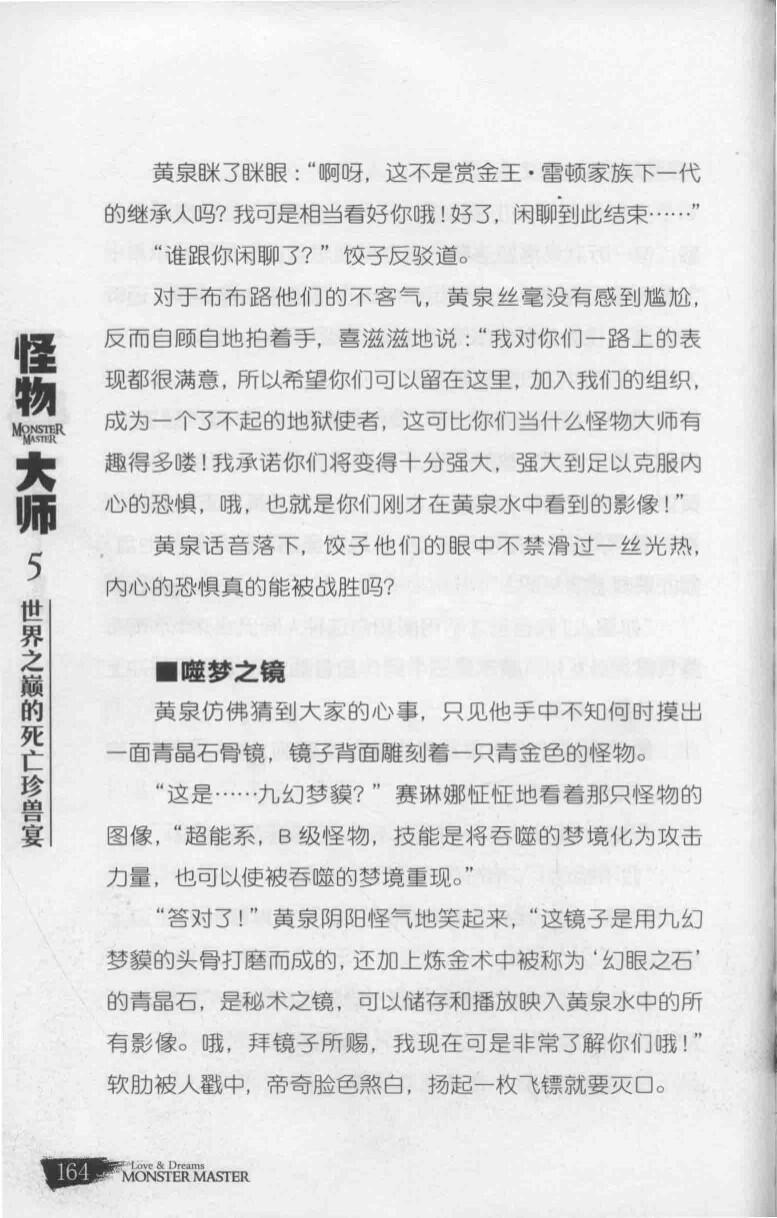 黄泉眯了眯眼：“啊呀，这不是赏金王·雷顿家族下一代
的继承人吗？我可是相当看好你哦！好了，闲聊到此结束……”
“谁跟你闲聊了？”饺子反驳道。
对于布布路他们的不客气，黄泉丝毫没有感到尴尬，
反而自顾自地拍着手，喜滋滋地说：“我对你们一路上的表
现都很满意，所以希望你们可以留在这里，加入我们的组织，
成为一个了不起的地狱使者，这可比你们当什么怪物大师有
趣得多喽！我承诺你们将变得十分强大，强大到足以克服内
心的恐惧，哦，也就是你们刚才在黄泉水中看到的影像！”
黄泉话音落下，饺子他们的眼中不禁滑过一丝光热，
内心的恐惧真的能被战胜吗？
■噬梦之镜
黄泉仿佛猜到大家的心事，只见他手中不知何时摸出
一面青晶石骨镜，镜子背面雕刻着一只青金色的怪物。
“这是……九幻梦貘？”赛琳娜怔怔地看着那只怪物的
图像，“超能系，B级怪物，技能是将吞噬的梦境化为攻击
力量，也可以使被吞噬的梦境重现。”
“答对了！”黄泉阴阳怪气地笑起来，“这镜子是用九幻
梦貘的头骨打磨而成的，还加上炼金术中被称为‘幻眼之石’
的青晶石，是秘术之镜，可以储存和播放映入黄泉水中的所
有影像。哦，拜镜子所赐，我现在可是非常了解你们哦！”
软肋被人戳中，帝奇脸色煞白，扬起一枚飞镖就要灭口。
怪物
MONSTER
MASTER
大师
5
世界之巅的死亡珍兽宴
164
Love & Dreams
MONSTER MASTER